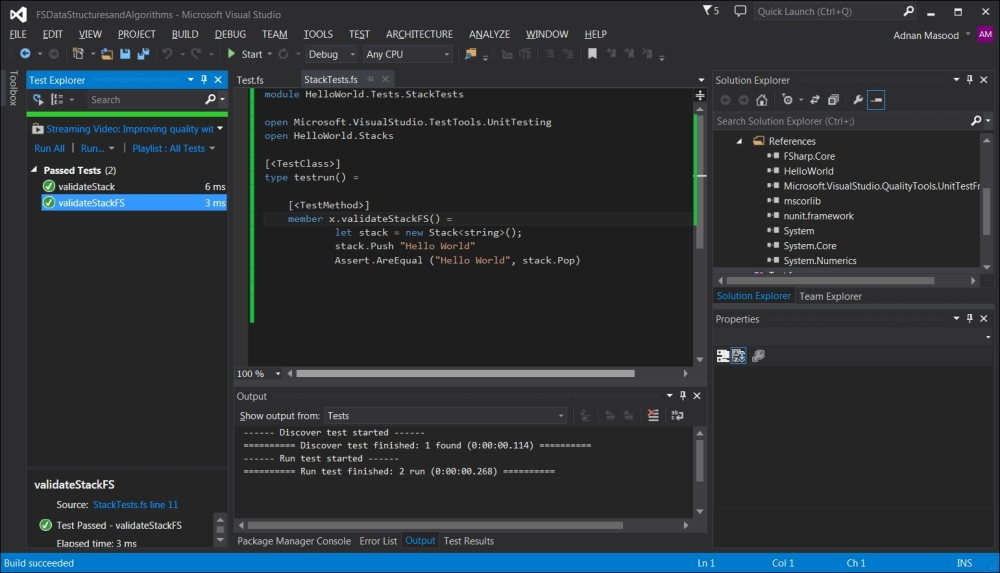 FSDataStructuresandAlgorithms - Microsoft Visual Studio
5
Quick Launch (Ctrl+Q)
FILE EDIT VIEW PROJECT BUILD DEBUG TEAM SQL TOOLS TEST ARCHITECTURE ANALYZE WINDOW HELP
Adnan Masood AM
Start Debug Any CPU
Toolbox
Test Explorer
Search
Streaming Video: Improving quality wit
Run All Run... Playlist : All Tests
Passed Tests (2)
validateStack 6 ms
validateStackFS 3 ms
validateStackFS
Source: StackTests.fs line 11
Test Passed - validateStackFS
Elapsed time: 3 ms
Test.fs StackTests.fs
module HelloWorld.Tests.StackTests
open Microsoft.VisualStudio.TestTools.UnitTesting
open HelloWorld.Stacks
[<TestClass>]
type testrun() =
[<TestMethod>]
member x.validateStackFS() =
let stack = new Stack<string>();
stack.Push "Hello World"
Assert.AreEqual ("Hello World", stack.Pop)
100 %
Output
Show output from: Tests
------ Discover test started ------
========== Discover test finished: 1 found (0:00:00.114) ==========
------ Run test started ------
========== Run test finished: 2 run (0:00:00.268) ==========
Package Manager Console Error List Output Test Results
Solution Explorer
Search Solution Explorer (Ctrl+;)
References
FSharp.Core
HelloWorld
Microsoft.VisualStudio.QualityTools.UnitTestFr
mscorlib
nunit.framework
System
System.Core
System.Numerics
Solution Explorer Team Explorer
Properties
Build succeeded
Ln 1 Col 1 Ch 1 INS